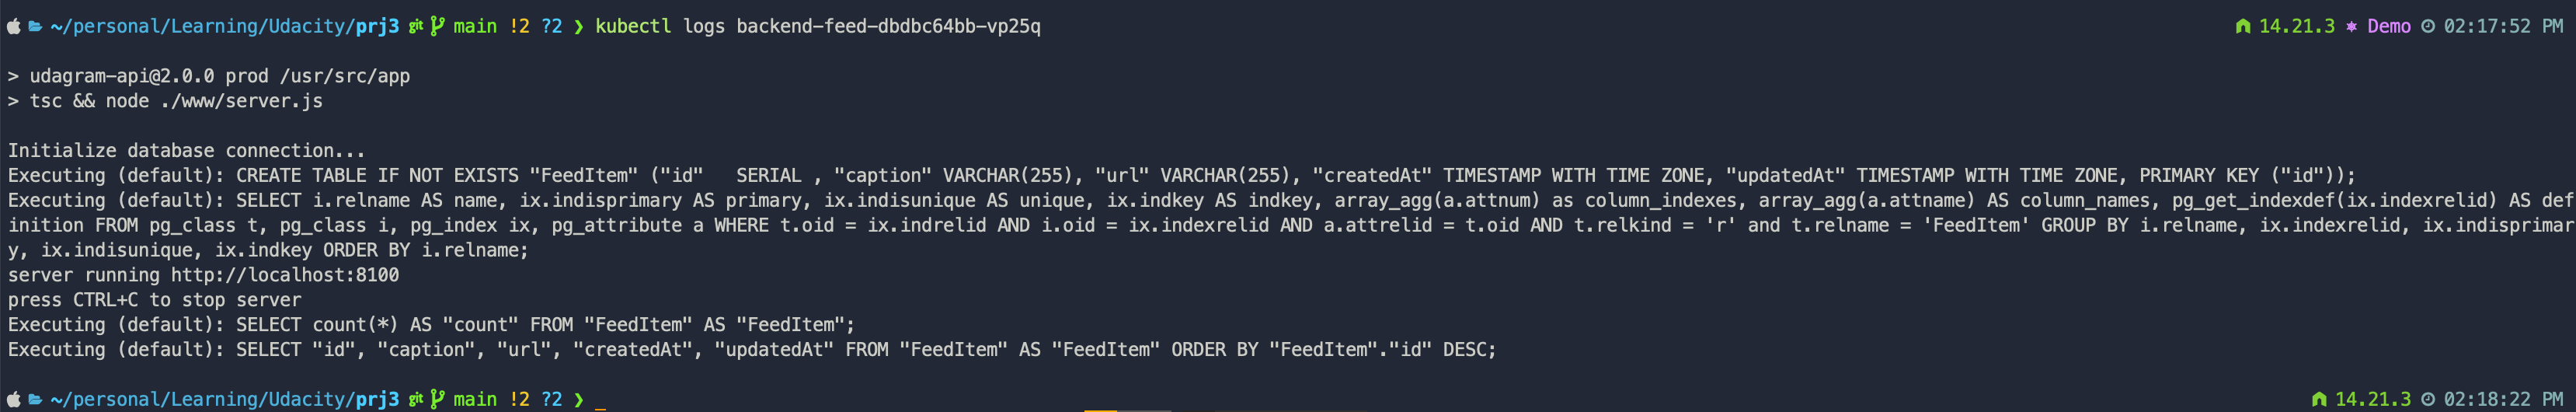 ~/personal/Learning/Udacity/prj3 git main !2 ?2 ❯ kubectl logs backend-feed-dbdbc64bb-vp25q 14.21.3 Demo 02:17:52 PM
> udagram-api@2.0.0 prod /usr/src/app
> tsc && node ./www/server.js
Initialize database connection...
Executing (default): CREATE TABLE IF NOT EXISTS "FeedItem" ("id"   SERIAL , "caption" VARCHAR(255), "url" VARCHAR(255), "createdAt" TIMESTAMP WITH TIME ZONE, "updatedAt" TIMESTAMP WITH TIME ZONE, PRIMARY KEY ("id"));
Executing (default): SELECT i.relname AS name, ix.indisprimary AS primary, ix.indisunique AS unique, ix.indkey AS indkey, array_agg(a.attnum) as column_indexes, array_agg(a.attname) AS column_names, pg_get_indexdef(ix.indexrelid) AS def
inition FROM pg_class t, pg_class i, pg_index ix, pg_attribute a WHERE t.oid = ix.indrelid AND i.oid = ix.indexrelid AND a.attrelid = t.oid AND t.relkind = 'r' and t.relname = 'FeedItem' GROUP BY i.relname, ix.indexrelid, ix.indisprimar
y, ix.indisunique, ix.indkey ORDER BY i.relname;
server running http://localhost:8100
press CTRL+C to stop server
Executing (default): SELECT count(*) AS "count" FROM "FeedItem" AS "FeedItem";
Executing (default): SELECT "id", "caption", "url", "createdAt", "updatedAt" FROM "FeedItem" AS "FeedItem" ORDER BY "FeedItem"."id" DESC;
~/personal/Learning/Udacity/prj3 git main !2 ?2 ❯ _ 14.21.3 02:18:22 PM